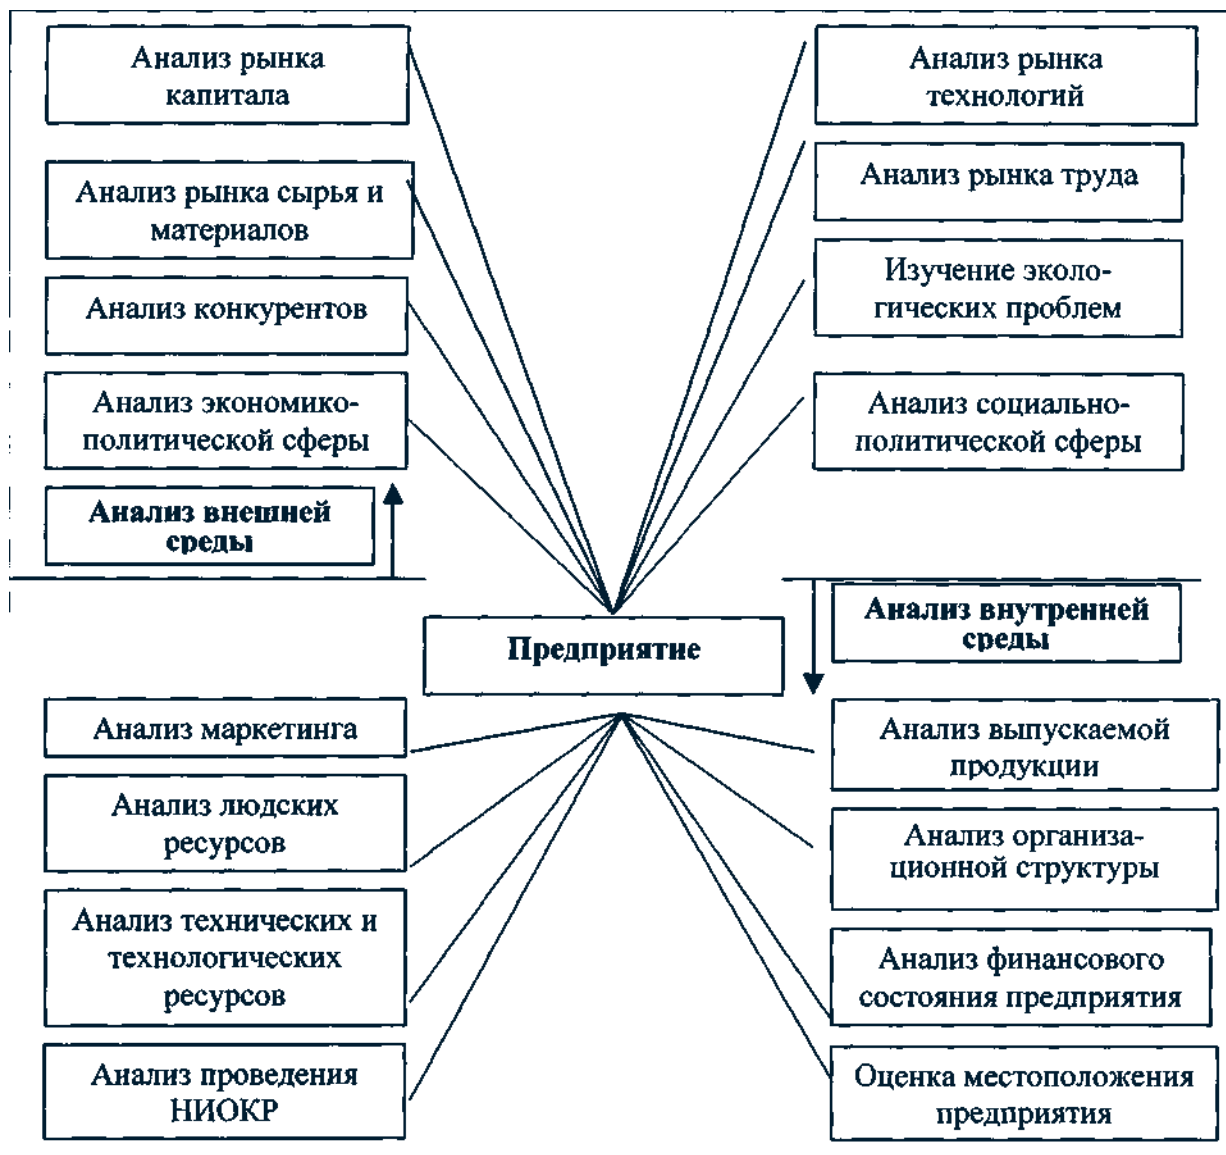 Анализ рынка
капитала
Анализ рынка сырья и
материалов
Анализ конкурентов
Анализ экономико-
политической сферы
Анализ внешней
среды
Анализ рынка
технологий
Анализ рынка труда
Изучение эколо-
гических проблем
Анализ социально-
политической сферы
Предприятие
Анализ внутренней
среды
Анализ маркетинга
Анализ людских
ресурсов
Анализ технических и
технологических
ресурсов
Анализ проведения
НИОКР
Анализ выпускаемой
продукции
Анализ организа-
ционной структуры
Анализ финансового
состояния предприятия
Оценка местоположения
предприятия